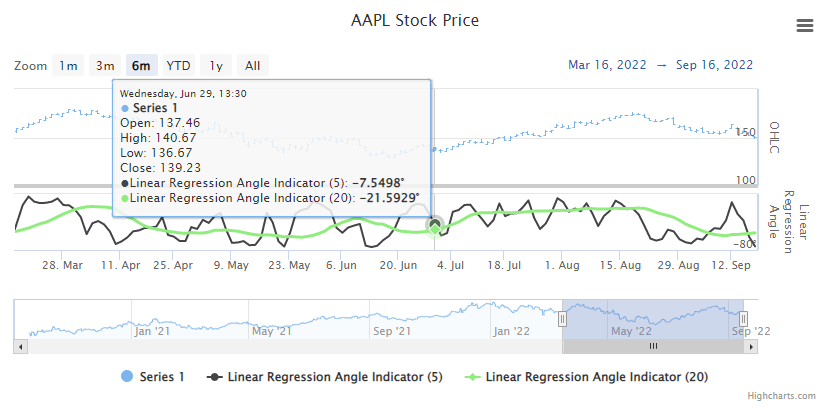 AAPL Stock Price
Zoom 1m 3m 6m YTD 1y All
Mar 16, 2022 → Sep 16, 2022
Wednesday, Jun 29, 13:30
Series 1
Open: 137.46
High: 140.67
Low: 136.67
Close: 139.23
Linear Regression Angle Indicator (5): −7.5498°
Linear Regression Angle Indicator (20): −21.5929°
150
100
OHLC
−80°
Linear
Regression
Angle
28. Mar 11. Apr 25. Apr 9. May 23. May 6. Jun 20. Jun 4. Jul 18. Jul 1. Aug 15. Aug 29. Aug 12. Sep
Jan '21 May '21 Sep '21 Jan '22 May '22 Sep '22
Series 1 Linear Regression Angle Indicator (5) Linear Regression Angle Indicator (20)
Highcharts.com